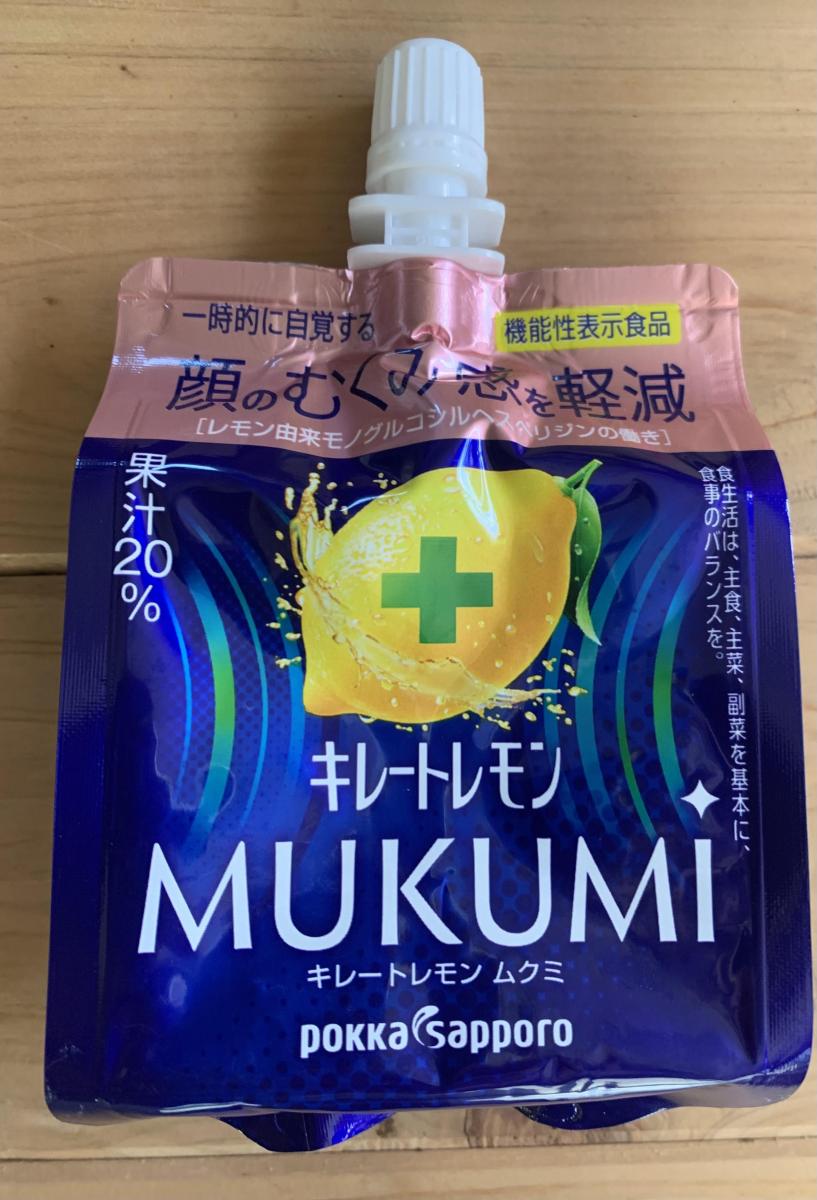 一時的に自覚する
機能性表示食品
顔のむくみ感を軽減
[レモン由来モノグルコシルヘスペリジンの働き]
果汁20%
食生活は、主食、主菜、副菜を基本に、
食事のバランスを。
キレートレモン
MUKUMi
キレートレモン ムクミ
pokka sapporo